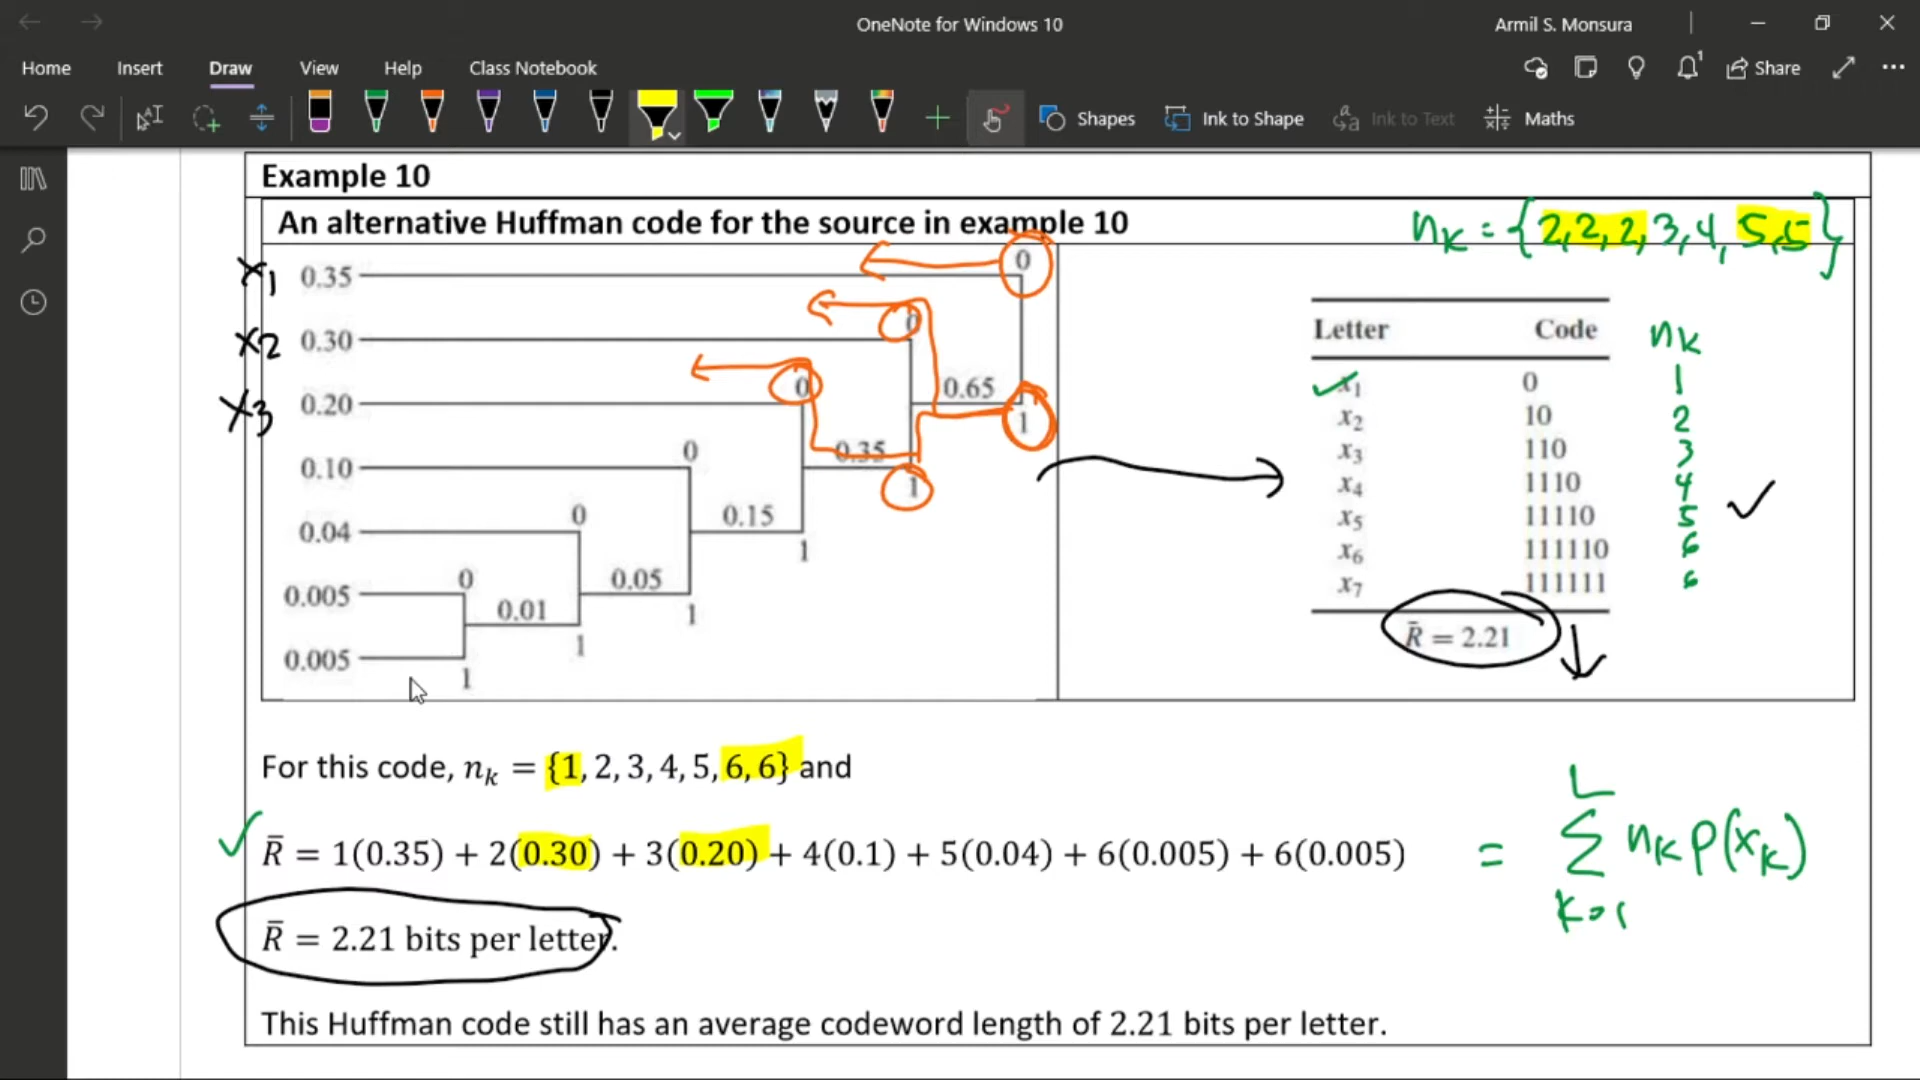 OneNote for Windows 10
Armil S. Monsura
Home Insert Draw View Help Class Notebook
1 Share
Shapes Ink to Shape Ink to Text Maths
Example 10
An alternative Huffman code for the source in example 10
nk = {2,2,2,3,4,5,5}
x1 0.35
x2 0.30
x3 0.20
0.10
0.04
0.005
0.005
0
0
0
0
0
0
0.65
0.35
0.15
0.05
0.01
1
1
1
1
1
1
Letter Code nk
x1 0 1
x2 10 2
x3 110 3
x4 1110 4
x5 11110 5
x6 111110 6
x7 111111 6
R̄ = 2.21
For this code, nk = {1, 2, 3, 4, 5, 6, 6} and
R̄ = 1(0.35) + 2(0.30) + 3(0.20) + 4(0.1) + 5(0.04) + 6(0.005) + 6(0.005) = L Σ k=1 nk P(xk)
R̄ = 2.21 bits per letter.
This Huffman code still has an average codeword length of 2.21 bits per letter.